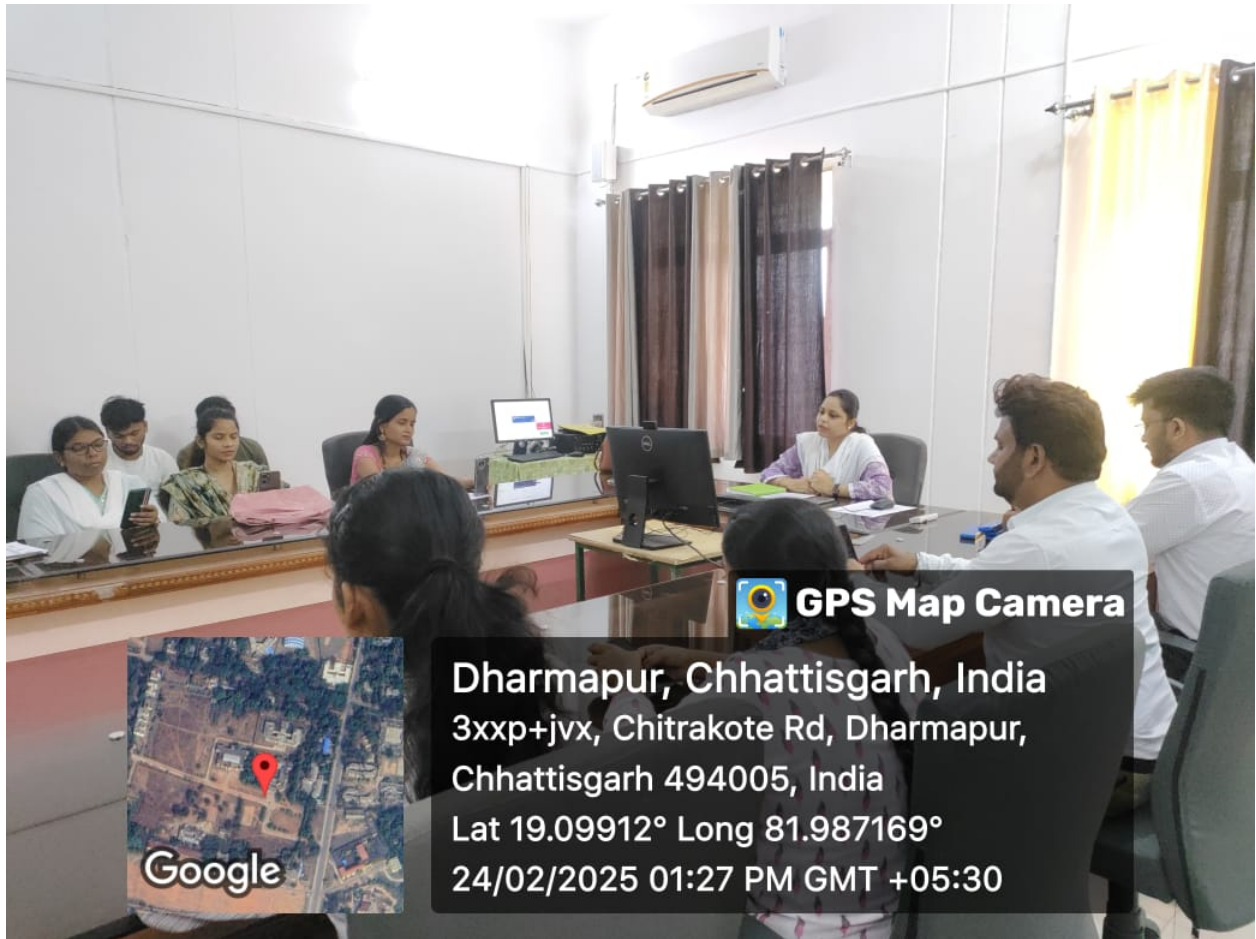 GPS Map Camera
Dharmapur, Chhattisgarh, India
3xxp+jvx, Chitrakote Rd, Dharmapur,
Chhattisgarh 494005, India
Lat 19.09912° Long 81.987169°
24/02/2025 01:27 PM GMT +05:30
Google
DELL